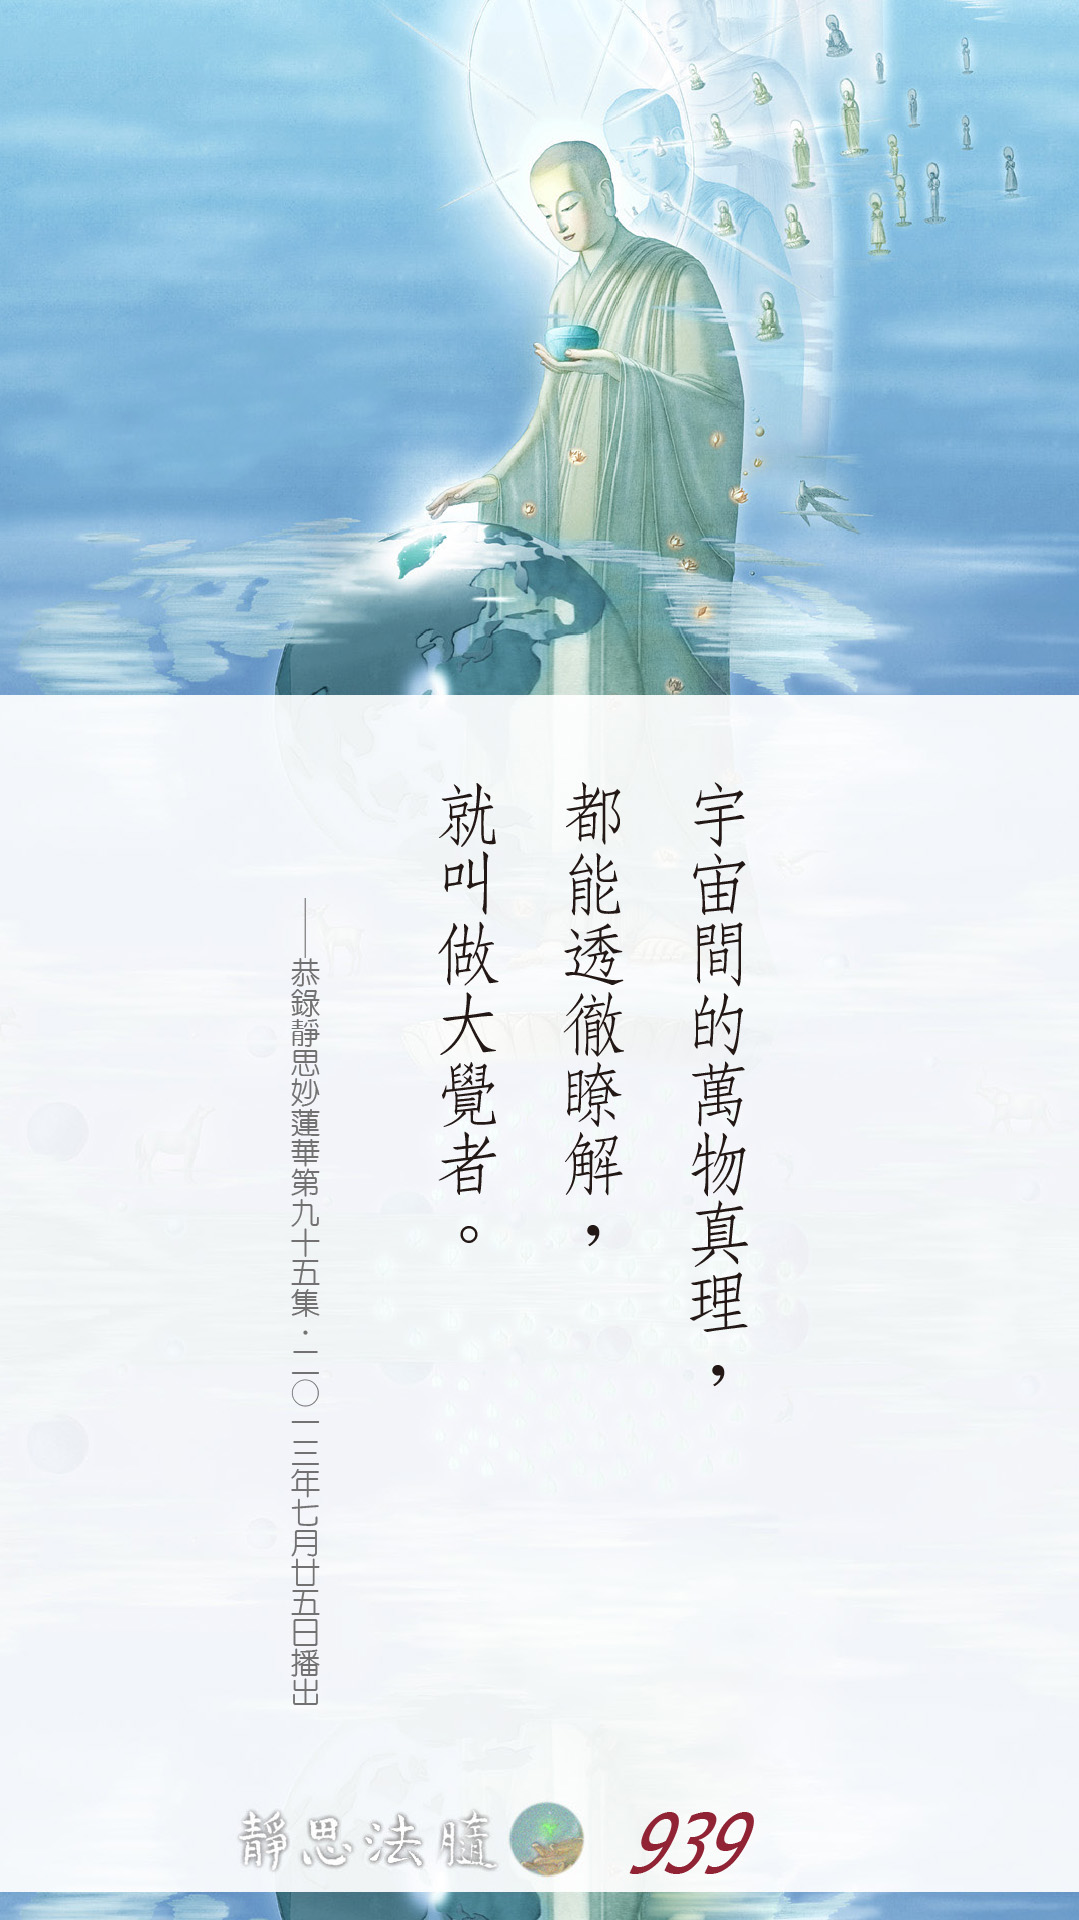 宇宙間的萬物真理，
都能透徹瞭解，
就叫做大覺者。
——恭錄靜思妙蓮華第九十五集·二〇一三年七月廿五日播出
靜思法髓 939